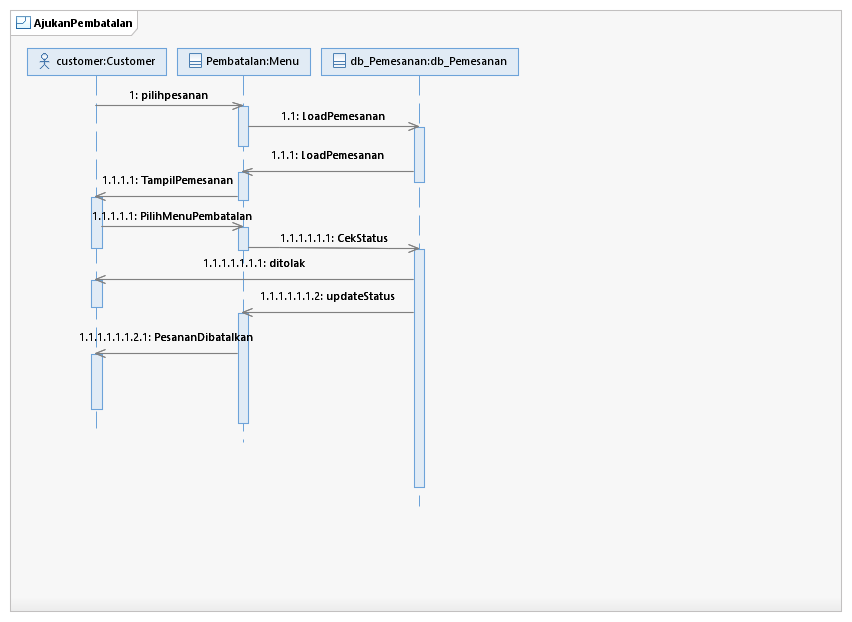 AjukanPembatalan
customer:Customer
Pembatalan:Menu
db_Pemesanan:db_Pemesanan
1: pilihpesanan
1.1: LoadPemesanan
1.1.1: LoadPemesanan
1.1.1.1: TampilPemesanan
1.1.1.1.1: PilihMenuPembatalan
1.1.1.1.1.1: CekStatus
1.1.1.1.1.1.1: ditolak
1.1.1.1.1.1.2: updateStatus
1.1.1.1.1.1.2.1: PesananDibatalkan